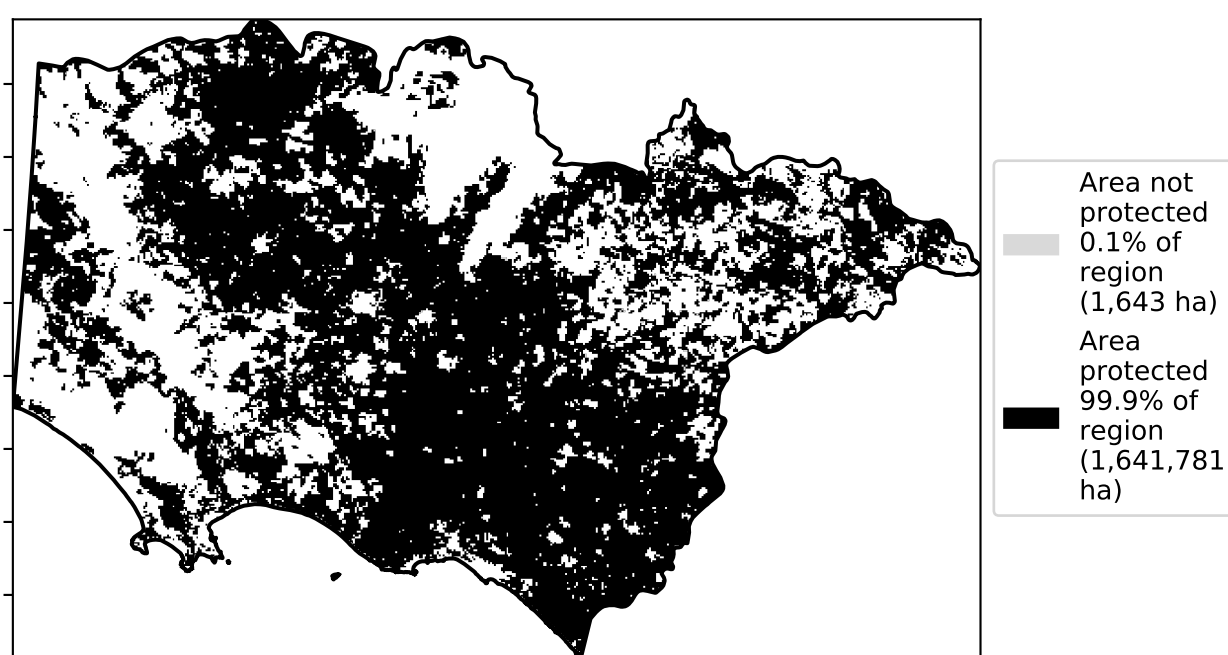 Area not
protected
0.1% of
region
(1,643 ha)
Area
protected
99.9% of
region
(1,641,781
ha)